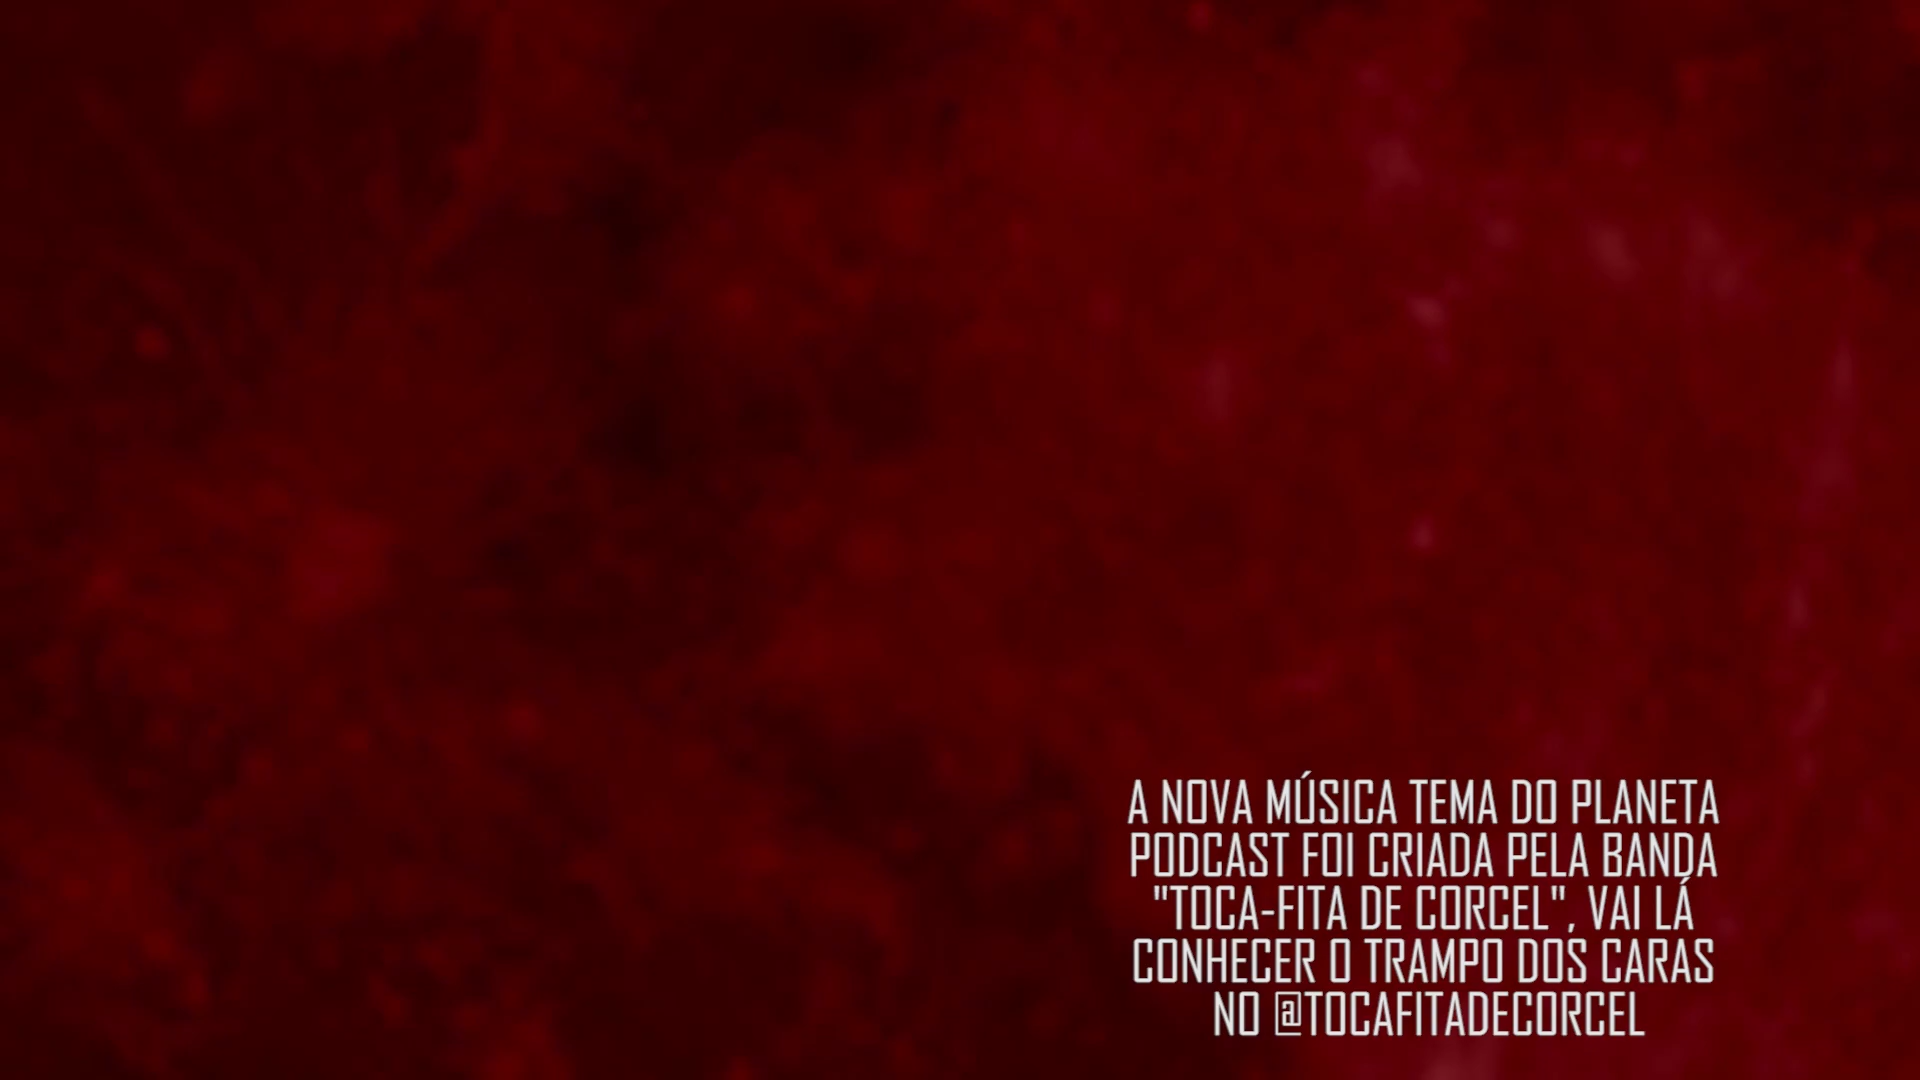 A NOVA MÚSICA TEMA DO PLANETA
PODCAST FOI CRIADA PELA BANDA
"TOCA-FITA DE CORCEL", VAI LÁ
CONHECER O TRAMPO DOS CARAS
NO @TOCAFITADECORCEL